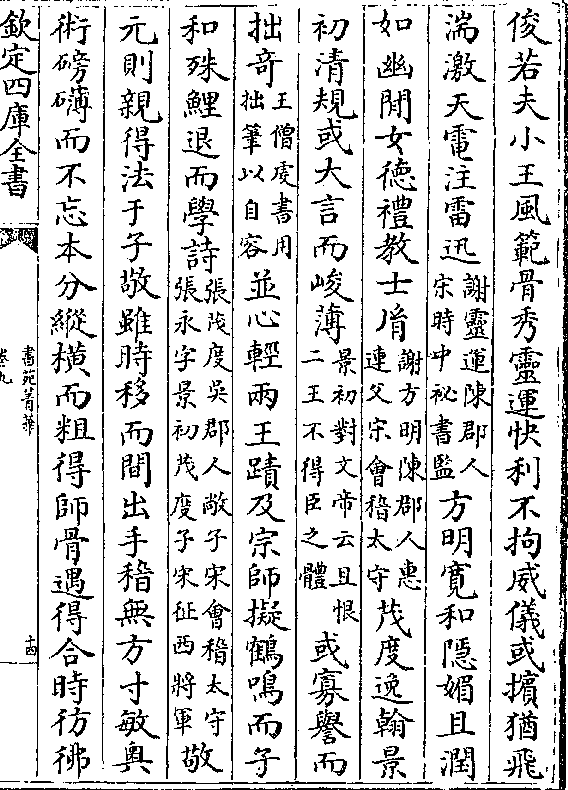 俊若夫小王風範骨秀靈運快利不拘威儀或擯猶飛
湍激天電注雷迅謝靈運陳郡人
宋時中祕書監方明寛和隠媚且潤
如幽閒女徳禮教士㣧謝方明陳郡人惠
連父宋會稽太守茂度逸翰景
初清規或大言而峻薄景初對文帝云且恨
二王不得臣之體或寡譽而
拙竒王僧䖍書用
拙筆以自容並心輕兩王蹟及宗師擬鶴鳴而子
和殊鯉退而學詩張茂度吳郡人敞子宋會稽太守
張永字景初茂度子宋征西將軍敬
元則親得法于子敬雖時移而間出手稽無方寸敏奥
術磅礴而不忘本分縱横而粗得師骨遇得合時彷彿
欽定四庫全書
書苑菁華
卷九
十四